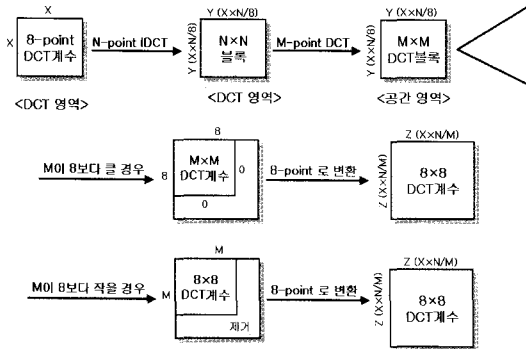 X
X
8-point
DCT계수
<DCT 영역>
N-point IDCT
Y (X×N/8)
Y (X×N/8)
N×N
블록
<DCT 영역>
M-point DCT
Y (X×N/8)
Y (X×N/8)
M×M
DCT블록
<공간 영역>
M이 8보다 클 경우
8
8
M×M
DCT계수
0
0
8-point 로 변환
Z (X×N/M)
Z (X×N/M)
8×8
DCT계수
M이 8보다 작을 경우
M
M
8×8
DCT계수
제거
8-point 로 변환
Z (X×N/M)
Z (X×N/M)
8×8
DCT계수